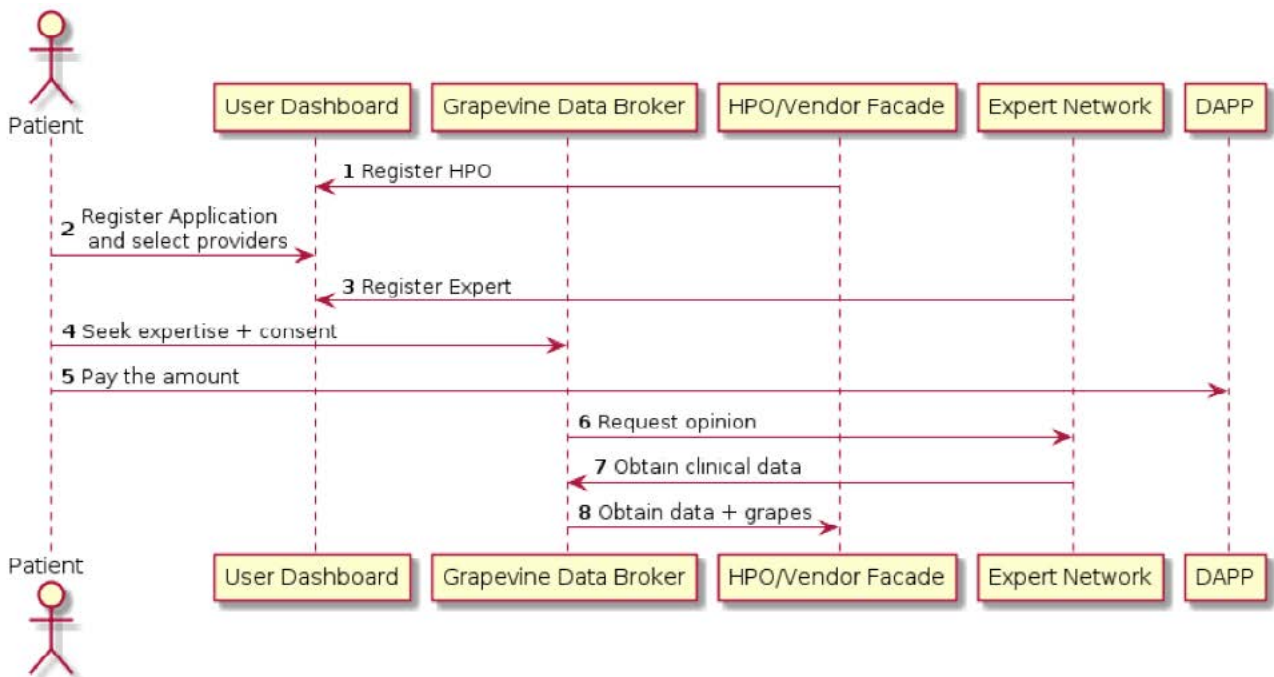 Patient
User Dashboard
Grapevine Data Broker
HPO/Vendor Facade
Expert Network
DAPP
1 Register HPO
2 Register Application
and select providers
3 Register Expert
4 Seek expertise + consent
5 Pay the amount
6 Request opinion
7 Obtain clinical data
8 Obtain data + grapes
Patient
User Dashboard
Grapevine Data Broker
HPO/Vendor Facade
Expert Network
DAPP